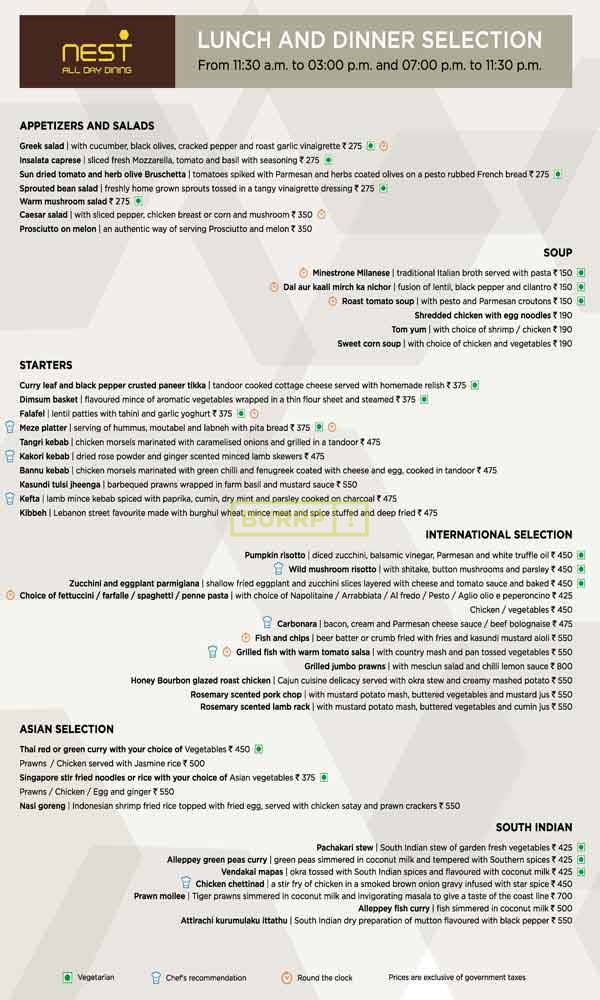 NEST
ALL DAY DINING
LUNCH AND DINNER SELECTION
From 11:30 a.m. to 03:00 p.m. and 07:00 p.m. to 11:30 p.m.
APPETIZERS AND SALADS
Greek salad | with cucumber, black olives, cracked pepper and roast garlic vinaigrette ₹ 275
Insalata caprese | sliced fresh Mozzarella, tomato and basil with seasoning ₹ 275
Sun dried tomato and herb olive Bruschetta | tomatoes spiked with Parmesan and herbs coated olives on a pesto rubbed French bread ₹ 275
Sprouted bean salad | freshly home grown sprouts tossed in a tangy vinaigrette dressing ₹ 275
Warm mushroom salad ₹ 275
Caesar salad | with sliced pepper, chicken breast or corn and mushroom ₹ 350
Prosciutto on melon | an authentic way of serving Prosciutto and melon ₹ 350
SOUP
Minestrone Milanese | traditional Italian broth served with pasta ₹ 150
Dal aur kaali mirch ka nichor | fusion of lentil, black pepper and cilantro ₹ 150
Roast tomato soup | with pesto and Parmesan croutons ₹ 150
Shredded chicken with egg noodles ₹ 190
Tom yum | with choice of shrimp / chicken ₹ 190
Sweet corn soup | with choice of chicken and vegetables ₹ 190
STARTERS
Curry leaf and black pepper crusted paneer tikka | tandoor cooked cottage cheese served with homemade relish ₹ 375
Dimsum basket | flavoured mince of aromatic vegetables wrapped in a thin flour sheet and steamed ₹ 375
Falafel | lentil patties with tahini and garlic yoghurt ₹ 375
Meze platter | serving of hummus, moutabel and labneh with pita bread ₹ 375
Tangri kebab | chicken morsels marinated with caramelised onions and grilled in a tandoor ₹ 475
Kakori kebab | dried rose powder and ginger scented minced lamb skewers ₹ 475
Bannu kebab | chicken morsels marinated with green chilli and fenugreek coated with cheese and egg, cooked in tandoor ₹ 475
Kasundi tulsi jheenga | barbequed prawns wrapped in farm basil and mustard sauce ₹ 550
Kefta | lamb mince kebab spiced with paprika, cumin, dry mint and parsley cooked on charcoal ₹ 475
Kibbeh | Lebanon street favourite made with burghul wheat, mince meat and spice stuffed and deep fried ₹ 475
BURRP!
INTERNATIONAL SELECTION
Pumpkin risotto | diced zucchini, balsamic vinegar, Parmesan and white truffle oil ₹ 450
Wild mushroom risotto | with shitake, button mushrooms and parsley ₹ 450
Zucchini and eggplant parmigiana | shallow fried eggplant and zucchini slices layered with cheese and tomato sauce and baked ₹ 450
Choice of fettuccini / farfalle / spaghetti / penne pasta | with choice of Napolitaine / Arrabbiata / Al fredo / Pesto / Aglio olio e peperoncino ₹ 425
Chicken / vegetables ₹ 450
Carbonara | bacon, cream and Parmesan cheese sauce / beef bolognaise ₹ 475
Fish and chips | beer batter or crumb fried with fries and kasundi mustard aioli ₹ 550
Grilled fish with warm tomato salsa | with country mash and pan tossed vegetables ₹ 550
Grilled jumbo prawns | with mesclun salad and chilli lemon sauce ₹ 800
Honey Bourbon glazed roast chicken | Cajun cuisine delicacy served with okra stew and creamy mashed potato ₹ 550
Rosemary scented pork chop | with mustard potato mash, buttered vegetables and mustard jus ₹ 550
Rosemary scented lamb rack | with mustard potato mash, buttered vegetables and cumin jus ₹ 550
ASIAN SELECTION
Thai red or green curry with your choice of Vegetables ₹ 450
Prawns / Chicken served with Jasmine rice ₹ 500
Singapore stir fried noodles or rice with your choice of Asian vegetables ₹ 375
Prawns / Chicken / Egg and ginger ₹ 550
Nasi goreng | Indonesian shrimp fried rice topped with fried egg, served with chicken satay and prawn crackers ₹ 550
SOUTH INDIAN
Pachakari stew | South Indian stew of garden fresh vegetables ₹ 425
Alleppey green peas curry | green peas simmered in coconut milk and tempered with Southern spices ₹ 425
Vendakai mapas | okra tossed with South Indian spices and flavoured with coconut milk ₹ 425
Chicken chettinad | a stir fry of chicken in a smoked brown onion gravy infused with star spice ₹ 450
Prawn moilee | Tiger prawns simmered in coconut milk and invigorating masala to give a taste of the coast line ₹ 700
Alleppey fish curry | fish simmered in coconut milk ₹ 500
Attirachi kurumulaku ittathu | South Indian dry preparation of mutton flavoured with black pepper ₹ 550
Vegetarian
Chef's recommendation
Round the clock
Prices are exclusive of government taxes